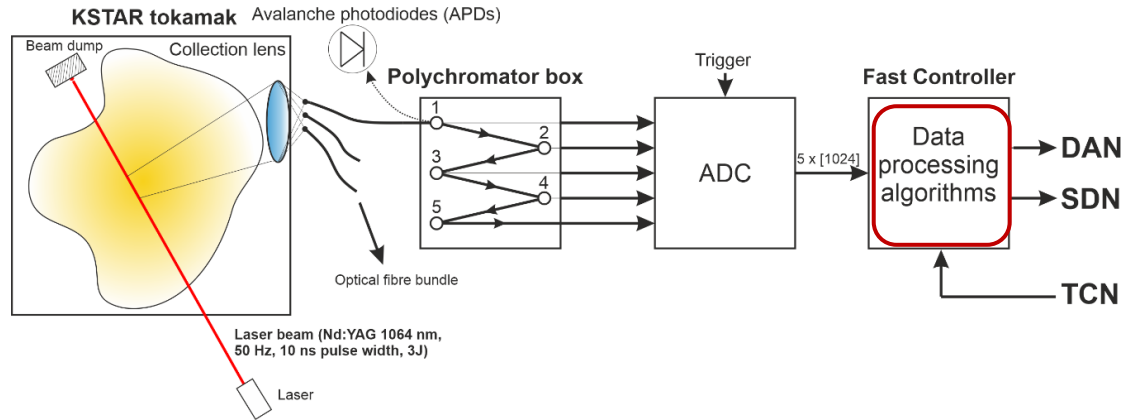 KSTAR tokamak
Avalanche photodiodes (APDs)
Beam dump
Collection lens
Polychromator box
Trigger
Fast Controller
1
2
3
4
5
ADC
5 x [1024]
Data
processing
algorithms
DAN
SDN
TCN
Optical fibre bundle
Laser beam (Nd:YAG 1064 nm,
50 Hz, 10 ns pulse width, 3J)
Laser